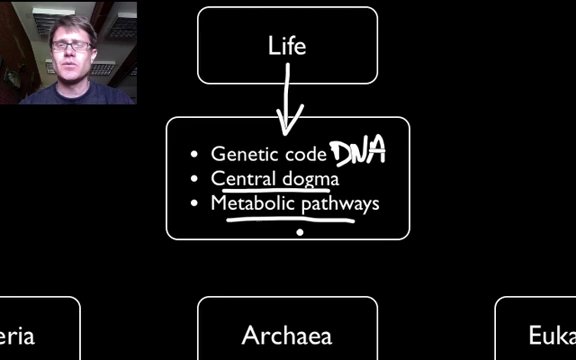 Life
• Genetic code DNA
• Central dogma
• Metabolic pathways
eria
Archaea
Euka